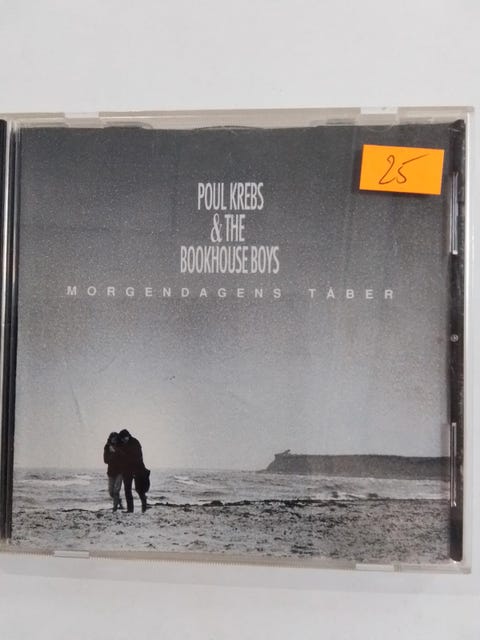 25
POUL KREBS
& THE
BOOKHOUSE BOYS
MORGENDAGENS TÅBER